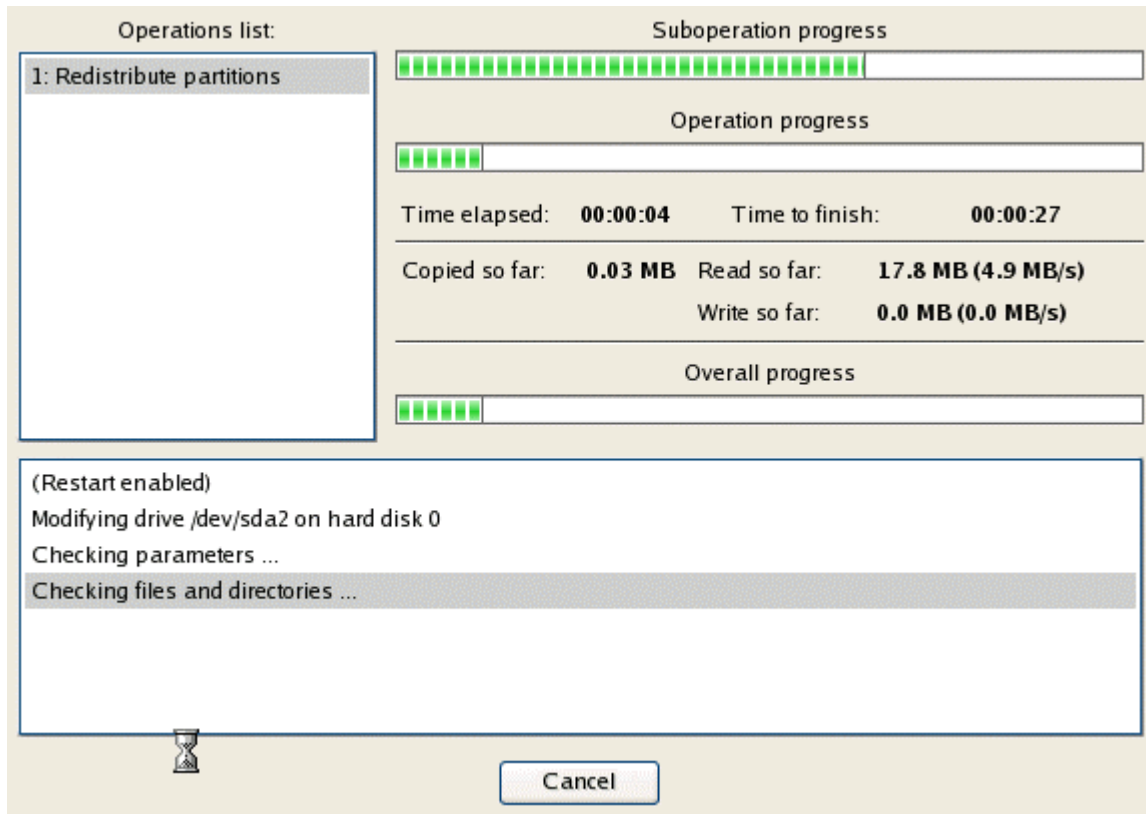 Operations list:
1: Redistribute partitions
Suboperation progress
Operation progress
Time elapsed: 00:00:04 Time to finish: 00:00:27
Copied so far: 0.03 MB Read so far: 17.8 MB (4.9 MB/s)
Write so far: 0.0 MB (0.0 MB/s)
Overall progress
(Restart enabled)
Modifying drive /dev/sda2 on hard disk 0
Checking parameters ...
Checking files and directories ...
Cancel